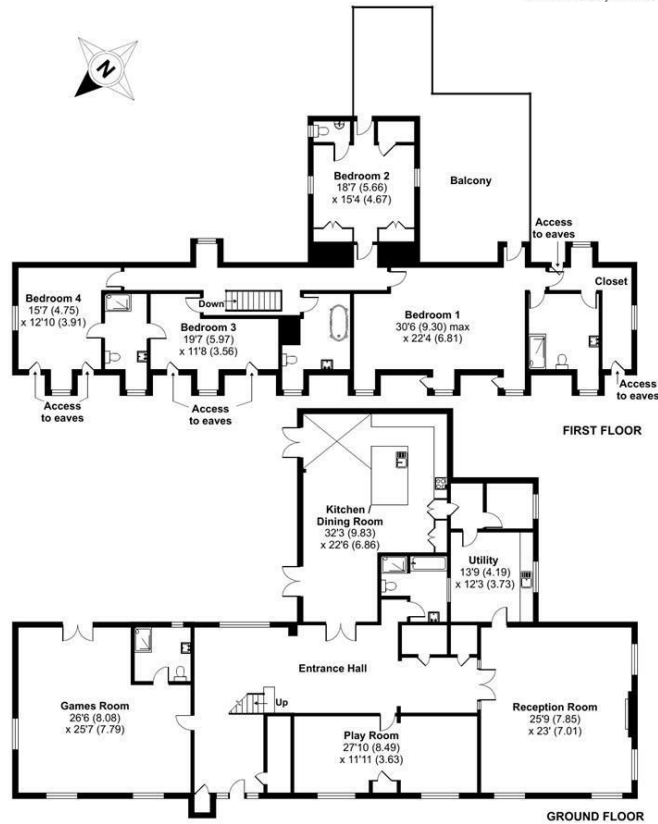 N
Bedroom 2
18'7 (5.66)
x 15'4 (4.67)
Balcony
Access
to eaves
Closet
Bedroom 4
15'7 (4.75)
x 12'10 (3.91)
Down
Bedroom 3
19'7 (5.97)
x 11'8 (3.56)
Bedroom 1
30'6 (9.30) max
x 22'4 (6.81)
Access
to eaves
Access
to eaves
Access
to eaves
FIRST FLOOR
Kitchen /
Dining Room
32'3 (9.83)
x 22'6 (6.86)
Utility
13'9 (4.19)
x 12'3 (3.73)
Entrance Hall
Games Room
26'6 (8.08)
x 25'7 (7.79)
Up
Play Room
27'10 (8.49)
x 11'11 (3.63)
Reception Room
25'9 (7.85)
x 23' (7.01)
GROUND FLOOR